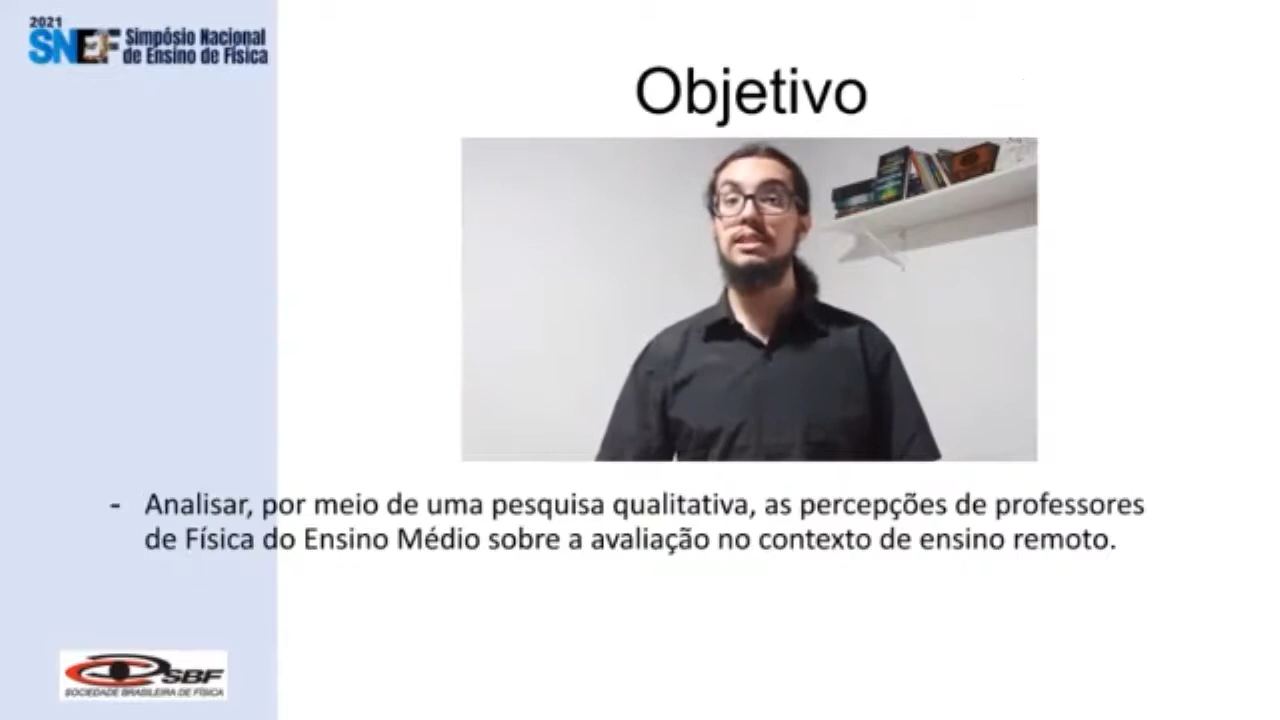 2021
SNEF Simpósio Nacional
de Ensino de Física
Objetivo
- Analisar, por meio de uma pesquisa qualitativa, as percepções de professores
de Física do Ensino Médio sobre a avaliação no contexto de ensino remoto.
SBF
SOCIEDADE BRASILEIRA DE FÍSICA